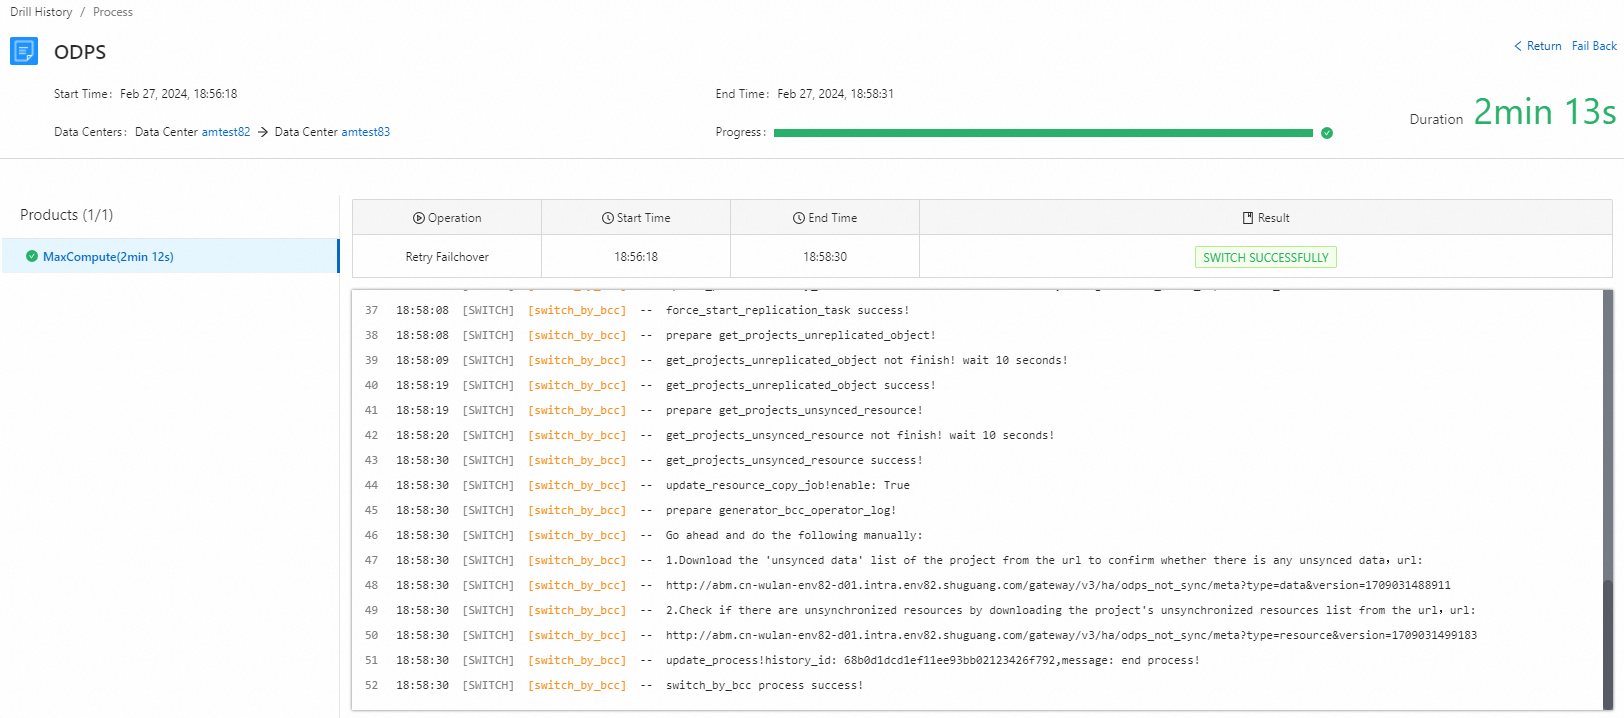 Drill History / Process
ODPS
Return Fail Back
Start Time: Feb 27, 2024, 18:56:18
End Time: Feb 27, 2024, 18:58:31
Duration 2min 13s
Data Centers: Data Center amtest82 → Data Center amtest83
Progress:
Products (1/1)
MaxCompute(2min 12s)
Operation Start Time End Time Result
Retry Failchover 18:56:18 18:58:30 SWITCH SUCCESSFULLY
37 18:58:08 [SWITCH] [switch_by_bcc] -- force_start_replication_task success!
38 18:58:08 [SWITCH] [switch_by_bcc] -- prepare get_projects_unreplicated_object!
39 18:58:09 [SWITCH] [switch_by_bcc] -- get_projects_unreplicated_object not finish! wait 10 seconds!
40 18:58:19 [SWITCH] [switch_by_bcc] -- get_projects_unreplicated_object success!
41 18:58:19 [SWITCH] [switch_by_bcc] -- prepare get_projects_unsynced_resource!
42 18:58:20 [SWITCH] [switch_by_bcc] -- get_projects_unsynced_resource not finish! wait 10 seconds!
43 18:58:30 [SWITCH] [switch_by_bcc] -- get_projects_unsynced_resource success!
44 18:58:30 [SWITCH] [switch_by_bcc] -- update_resource_copy_job!enable: True
45 18:58:30 [SWITCH] [switch_by_bcc] -- prepare generator_bcc_operator_log!
46 18:58:30 [SWITCH] [switch_by_bcc] -- Go ahead and do the following manually:
47 18:58:30 [SWITCH] [switch_by_bcc] -- 1.Download the 'unsynced data' list of the project from the url to confirm whether there is any unsynced data，url:
48 18:58:30 [SWITCH] [switch_by_bcc] -- http://abm.cn-wulan-env82-d01.intra.env82.shuguang.com/gateway/v3/ha/odps_not_sync/meta?type=data&version=1709031488911
49 18:58:30 [SWITCH] [switch_by_bcc] -- 2.Check if there are unsynchronized resources by downloading the project's unsynchronized resources list from the url，url:
50 18:58:30 [SWITCH] [switch_by_bcc] -- http://abm.cn-wulan-env82-d01.intra.env82.shuguang.com/gateway/v3/ha/odps_not_sync/meta?type=resource&version=1709031499183
51 18:58:30 [SWITCH] [switch_by_bcc] -- update_process!history_id: 68b0d1dcd1ef11ee93bb02123426f792,message: end process!
52 18:58:30 [SWITCH] [switch_by_bcc] -- switch_by_bcc process success!